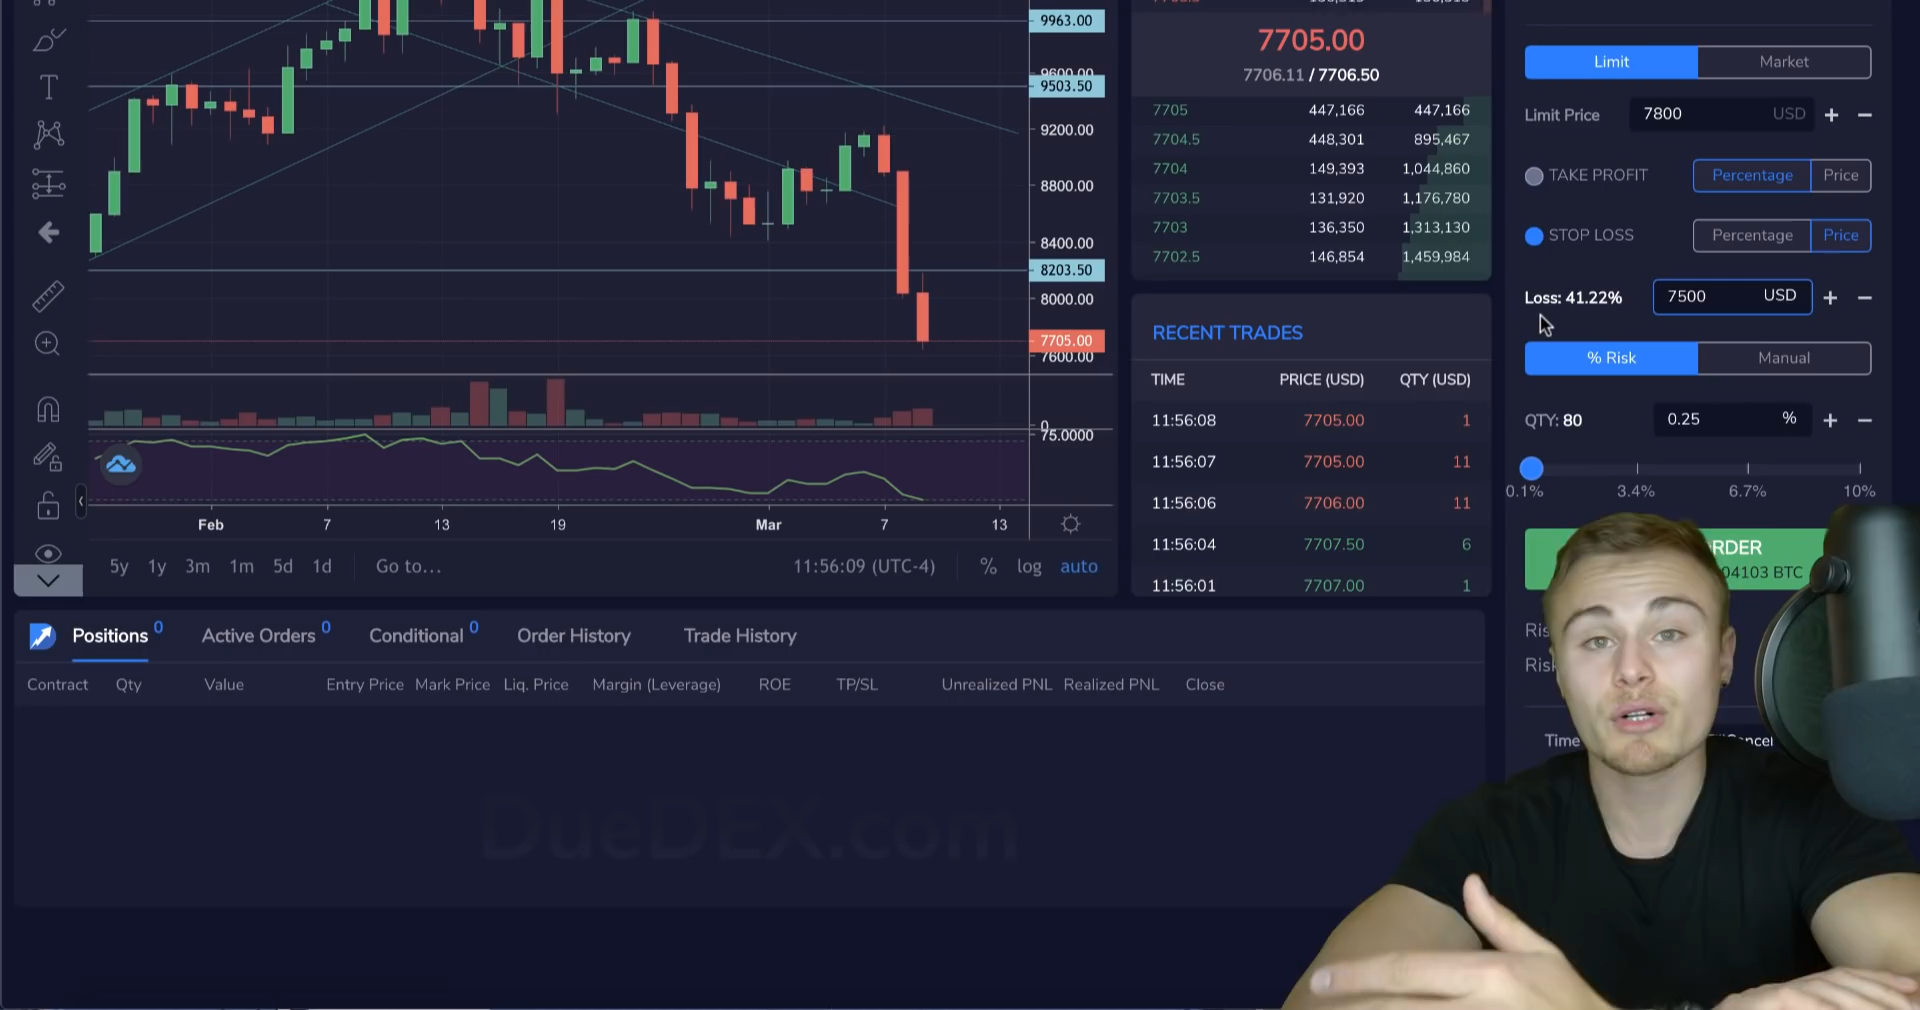 9963.00
9600.00
9503.50
9200.00
8800.00
8400.00
8203.50
8000.00
7705.00
7600.00
0
75.0000
Feb 7 13 19 Mar 7 13
5y 1y 3m 1m 5d 1d Go to... 11:56:09 (UTC-4) % log auto
7705.00
7706.11 / 7706.50
7705 447,166 447,166
7704.5 448,301 895,467
7704 149,393 1,044,860
7703.5 131,920 1,176,780
7703 136,350 1,313,130
7702.5 146,854 1,459,984
RECENT TRADES
TIME PRICE (USD) QTY (USD)
11:56:08 7705.00 1
11:56:07 7705.00 11
11:56:06 7706.00 11
11:56:04 7707.50 6
11:56:01 7707.00 1
Limit Market
Limit Price 7800 USD + −
TAKE PROFIT Percentage Price
STOP LOSS Percentage Price
Loss: 41.22% 7500 USD + −
% Risk Manual
QTY: 80 0.25 % + −
0.1% 3.4% 6.7% 10%
RDER
04103 BTC
Time
Cancel
Positions 0 Active Orders 0 Conditional 0 Order History Trade History
Contract Qty Value Entry Price Mark Price Liq. Price Margin (Leverage) ROE TP/SL Unrealized PNL Realized PNL Close
DueDEX.com